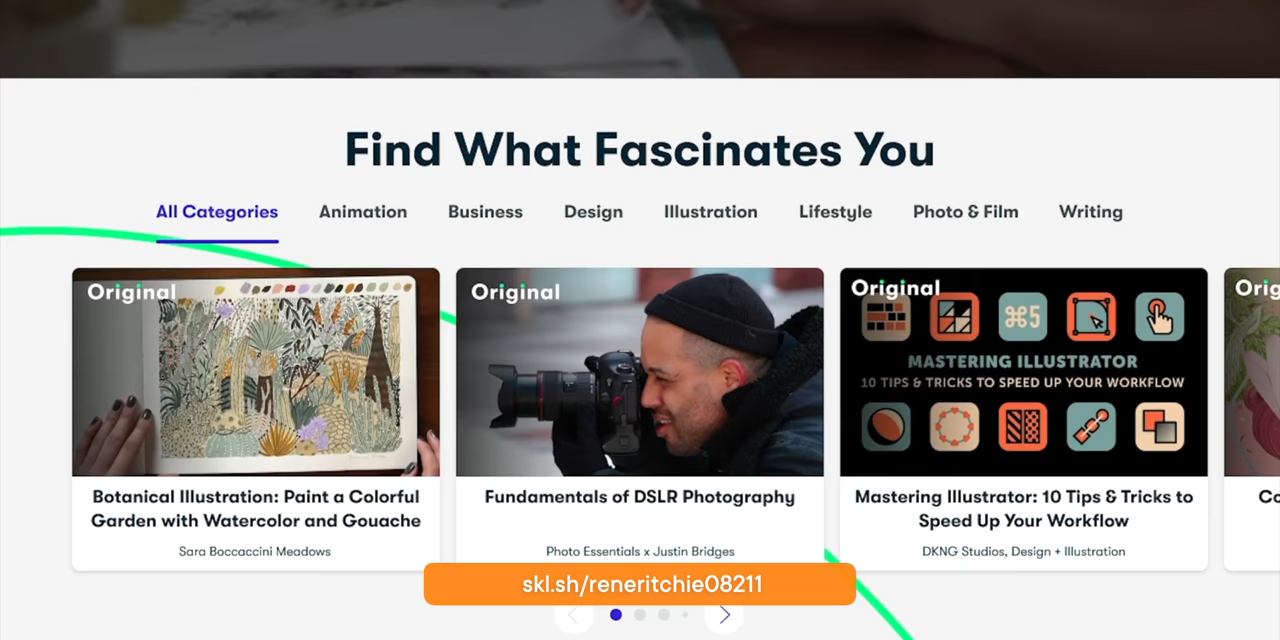 Find What Fascinates You
All Categories Animation Business Design Illustration Lifestyle Photo & Film Writing
Original
Botanical Illustration: Paint a Colorful
Garden with Watercolor and Gouache
Sara Boccaccini Meadows
Original
Fundamentals of DSLR Photography
Photo Essentials x Justin Bridges
Original
⌘5
MASTERING ILLUSTRATOR
10 TIPS & TRICKS TO SPEED UP YOUR WORKFLOW
Mastering Illustrator: 10 Tips & Tricks to
Speed Up Your Workflow
DKNG Studios, Design + Illustration
skl.sh/reneritchie08211